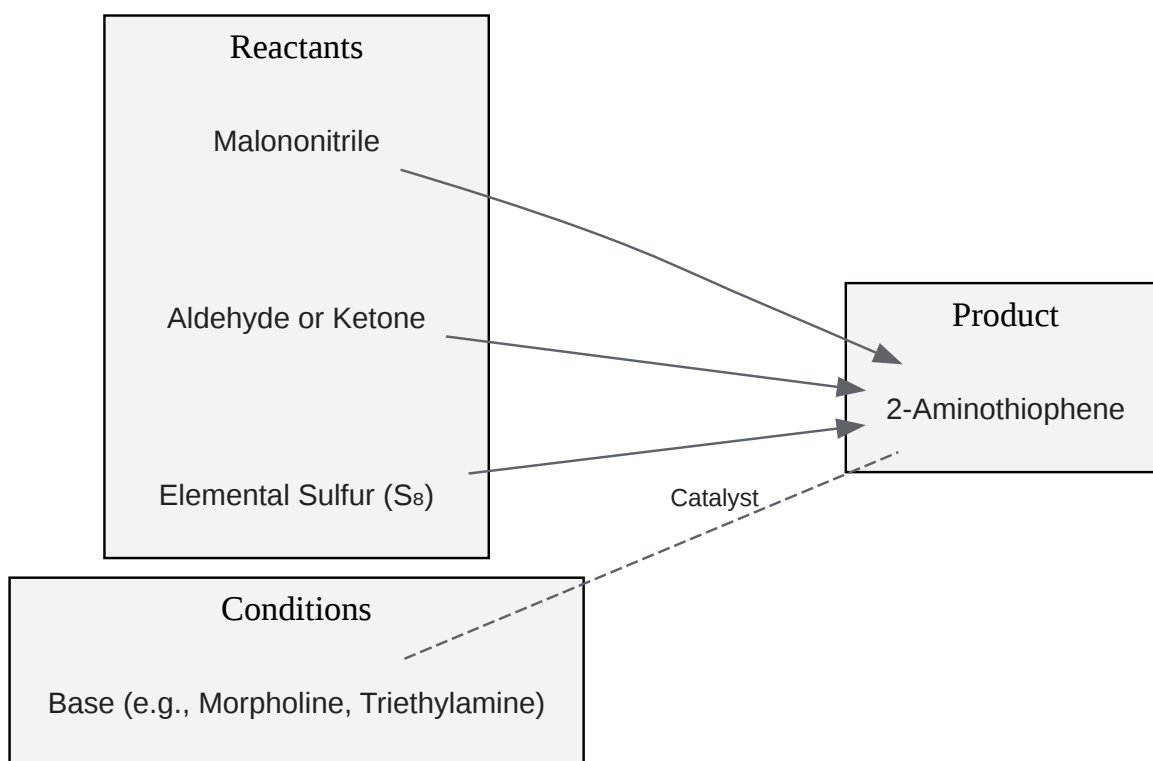 Reactants
Malononitrile
Aldehyde or Ketone
Elemental Sulfur (S₈)
Product
2-Aminothiophene
Catalyst
Conditions
Base (e.g., Morpholine, Triethylamine)